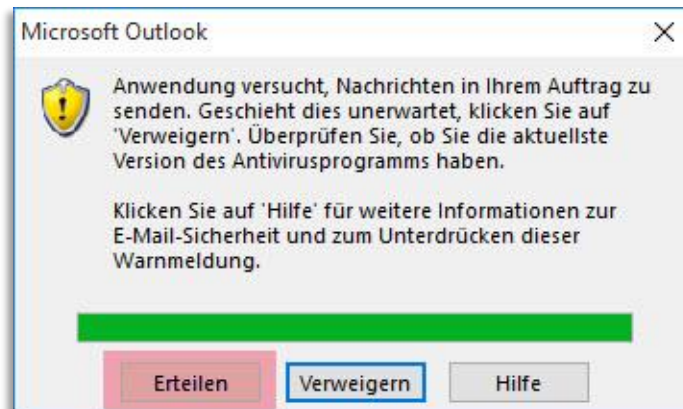 Microsoft Outlook
Anwendung versucht, Nachrichten in Ihrem Auftrag zu
senden. Geschieht dies unerwartet, klicken Sie auf
'Verweigern'. Überprüfen Sie, ob Sie die aktuellste
Version des Antivirusprogramms haben.
Klicken Sie auf 'Hilfe' für weitere Informationen zur
E-Mail-Sicherheit und zum Unterdrücken dieser
Warnmeldung.
Erteilen Verweigern Hilfe